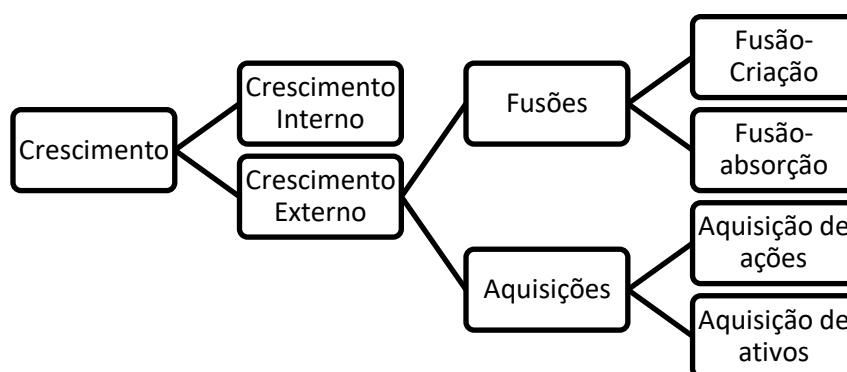 Crescimento
Crescimento
Interno
Crescimento
Externo
Fusões
Aquisições
Fusão-
Criação
Fusão-
absorção
Aquisição de
ações
Aquisição de
ativos